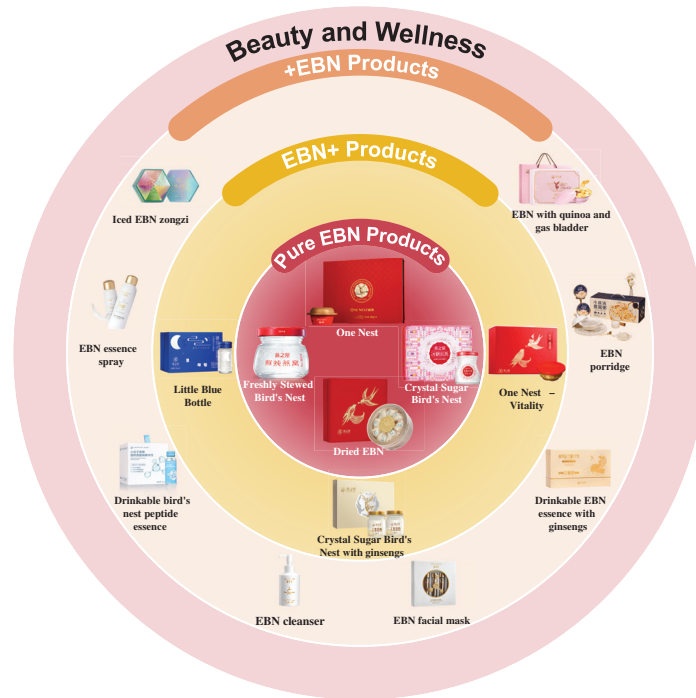 Beauty and Wellness
+EBN Products
EBN+ Products
Pure EBN Products
Iced EBN zongzi
EBN with quinoa and
gas bladder
One Nest
EBN essence
spray
EBN
porridge
Little Blue
Bottle
Freshly Stewed
Bird's Nest
Crystal Sugar
Bird's Nest
One Nest –
Vitality
Dried EBN
Drinkable bird's
nest peptide
essence
Drinkable EBN
essence with
ginsengs
Crystal Sugar Bird's
Nest with ginsengs
EBN cleanser
EBN facial mask